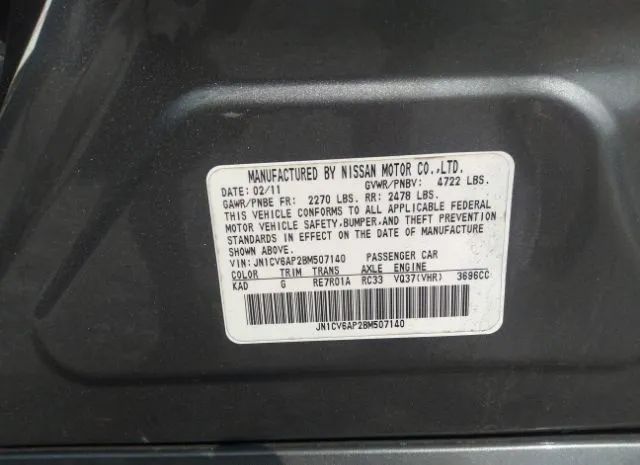 MANUFACTURED BY NISSAN MOTOR CO.,LTD.
DATE: 02/11 GVWR/PNBV: 4722 LBS.
GAWR/PNBE FR: 2270 LBS. RR: 2478 LBS.
THIS VEHICLE CONFORMS TO ALL APPLICABLE FEDERAL
MOTOR VEHICLE SAFETY,BUMPER,AND THEFT PREVENTION
STANDARDS IN EFFECT ON THE DATE OF MANUFACTURE
SHOWN ABOVE.
VIN:JN1CV6AP2BM507140 PASSENGER CAR
COLOR TRIM TRANS AXLE ENGINE
KAD G RE7R01A RC33 VQ37(VHR) 3696CC
JN1CV6AP2BM507140